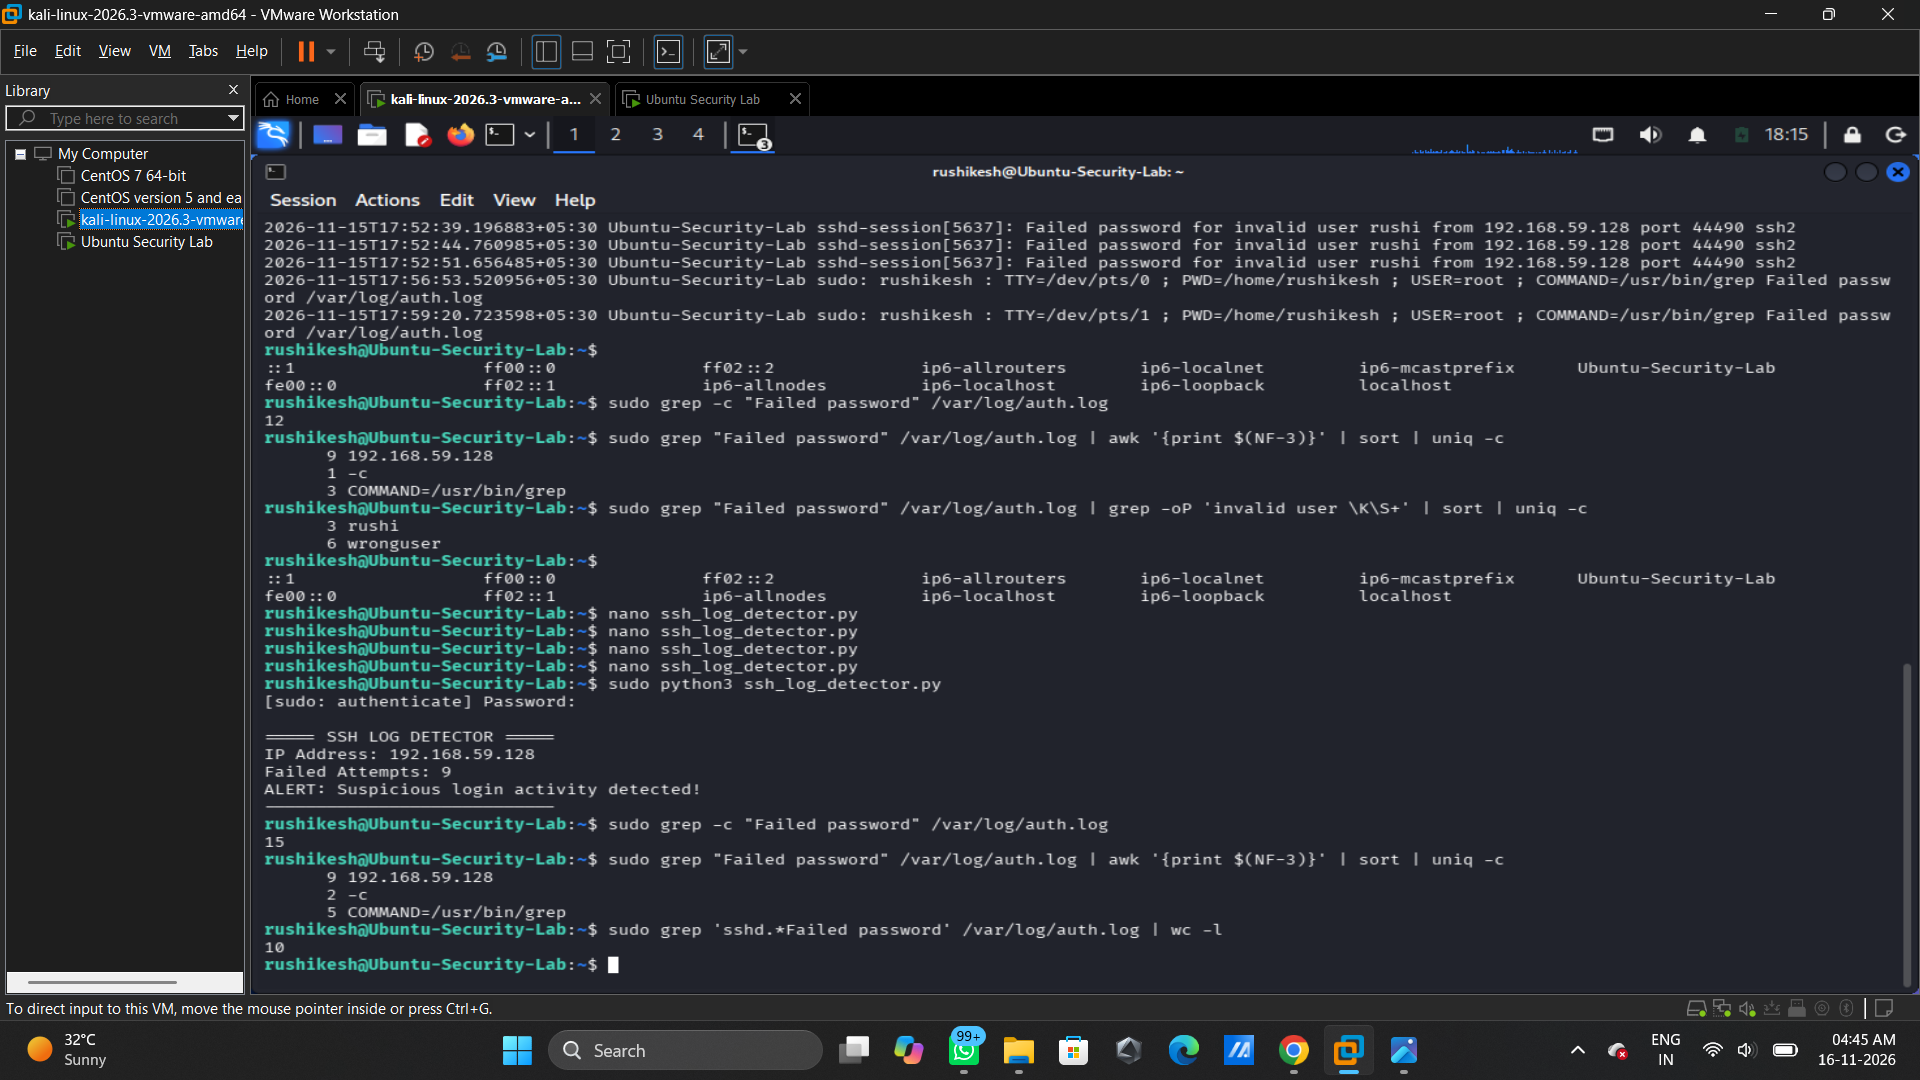 kali-linux-2026.3-vmware-amd64 - VMware Workstation
File Edit View VM Tabs Help
Library
Type here to search
My Computer
CentOS 7 64-bit
CentOS version 5 and ea
kali-linux-2026.3-vmware
Ubuntu Security Lab
Home
kali-linux-2026.3-vmware-a...
Ubuntu Security Lab
1 2 3 4
3
18:15
rushikesh@Ubuntu-Security-Lab: ~
Session Actions Edit View Help
2026-11-15T17:52:39.196883+05:30 Ubuntu-Security-Lab sshd-session[5637]: Failed password for invalid user rushi from 192.168.59.128 port 44490 ssh2
2026-11-15T17:52:44.760985+05:30 Ubuntu-Security-Lab sshd-session[5637]: Failed password for invalid user rushi from 192.168.59.128 port 44490 ssh2
2026-11-15T17:52:51.656485+05:30 Ubuntu-Security-Lab sshd-session[5637]: Failed password for invalid user rushi from 192.168.59.128 port 44490 ssh2
2026-11-15T17:56:53.520956+05:30 Ubuntu-Security-Lab sudo: rushikesh : TTY=/dev/pts/0 ; PWD=/home/rushikesh ; USER=root ; COMMAND=/usr/bin/grep Failed passw
ord /var/log/auth.log
2026-11-15T17:59:20.723598+05:30 Ubuntu-Security-Lab sudo: rushikesh : TTY=/dev/pts/1 ; PWD=/home/rushikesh ; USER=root ; COMMAND=/usr/bin/grep Failed passw
ord /var/log/auth.log
rushikesh@Ubuntu-Security-Lab:~$
::1 ff00::0 ff02::2 ip6-allrouters ip6-localnet ip6-mcastprefix Ubuntu-Security-Lab
fe00::0 ff02::1 ip6-allnodes ip6-localhost ip6-loopback localhost
rushikesh@Ubuntu-Security-Lab:~$ sudo grep -c "Failed password" /var/log/auth.log
12
rushikesh@Ubuntu-Security-Lab:~$ sudo grep "Failed password" /var/log/auth.log | awk '{print $(NF-3)}' | sort | uniq -c
9 192.168.59.128
1 -c
3 COMMAND=/usr/bin/grep
rushikesh@Ubuntu-Security-Lab:~$ sudo grep "Failed password" /var/log/auth.log | grep -oP 'invalid user \K\S+' | sort | uniq -c
3 rushi
6 wronguser
rushikesh@Ubuntu-Security-Lab:~$
::1 ff00::0 ff02::2 ip6-allrouters ip6-localnet ip6-mcastprefix Ubuntu-Security-Lab
fe00::0 ff02::1 ip6-allnodes ip6-localhost ip6-loopback localhost
rushikesh@Ubuntu-Security-Lab:~$ nano ssh_log_detector.py
rushikesh@Ubuntu-Security-Lab:~$ nano ssh_log_detector.py
rushikesh@Ubuntu-Security-Lab:~$ nano ssh_log_detector.py
rushikesh@Ubuntu-Security-Lab:~$ nano ssh_log_detector.py
rushikesh@Ubuntu-Security-Lab:~$ sudo python3 ssh_log_detector.py
[sudo: authenticate] Password:
===== SSH LOG DETECTOR =====
IP Address: 192.168.59.128
Failed Attempts: 9
ALERT: Suspicious login activity detected!
----------------------------
rushikesh@Ubuntu-Security-Lab:~$ sudo grep -c "Failed password" /var/log/auth.log
15
rushikesh@Ubuntu-Security-Lab:~$ sudo grep "Failed password" /var/log/auth.log | awk '{print $(NF-3)}' | sort | uniq -c
9 192.168.59.128
2 -c
5 COMMAND=/usr/bin/grep
rushikesh@Ubuntu-Security-Lab:~$ sudo grep 'sshd.*Failed password' /var/log/auth.log | wc -l
10
rushikesh@Ubuntu-Security-Lab:~$
To direct input to this VM, move the mouse pointer inside or press Ctrl+G.
32°C
Sunny
Search
99+
ENG
IN
04:45 AM
16-11-2026